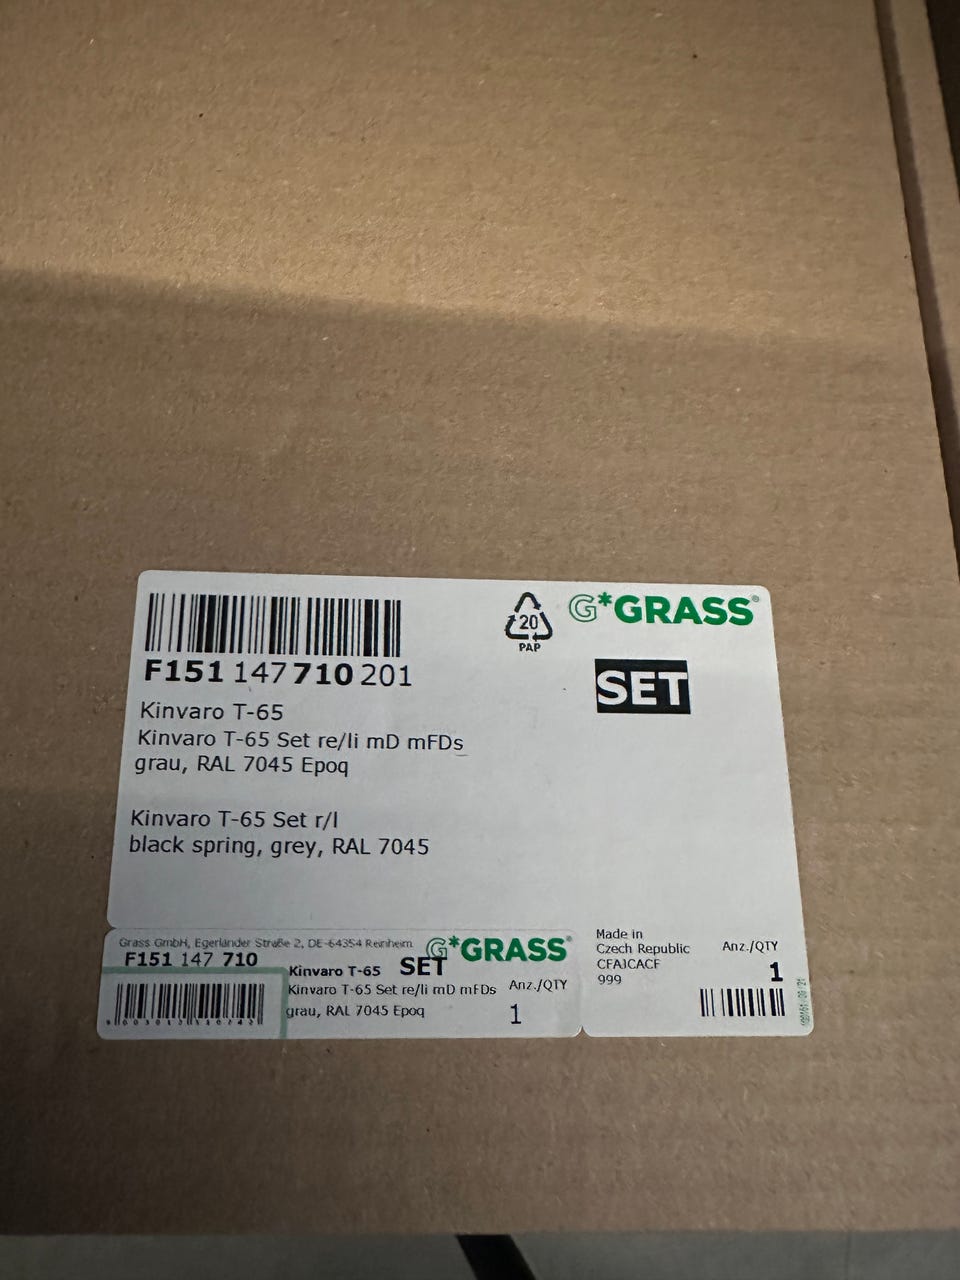 F151 147 710 201
20
PAP
G*GRASS®
SET
Kinvaro T-65
Kinvaro T-65 Set re/li mD mFDs
grau, RAL 7045 Epoq
Kinvaro T-65 Set r/l
black spring, grey, RAL 7045
Grass GmbH, Egerländer Straße 2, DE-64354 Reinheim
G*GRASS®
F151 147 710
Kinvaro T-65 SET
Kinvaro T-65 Set re/li mD mFDs
grau, RAL 7045 Epoq
Anz./QTY
1
Made in
Czech Republic
CFAJCACF
999
Anz./QTY
1